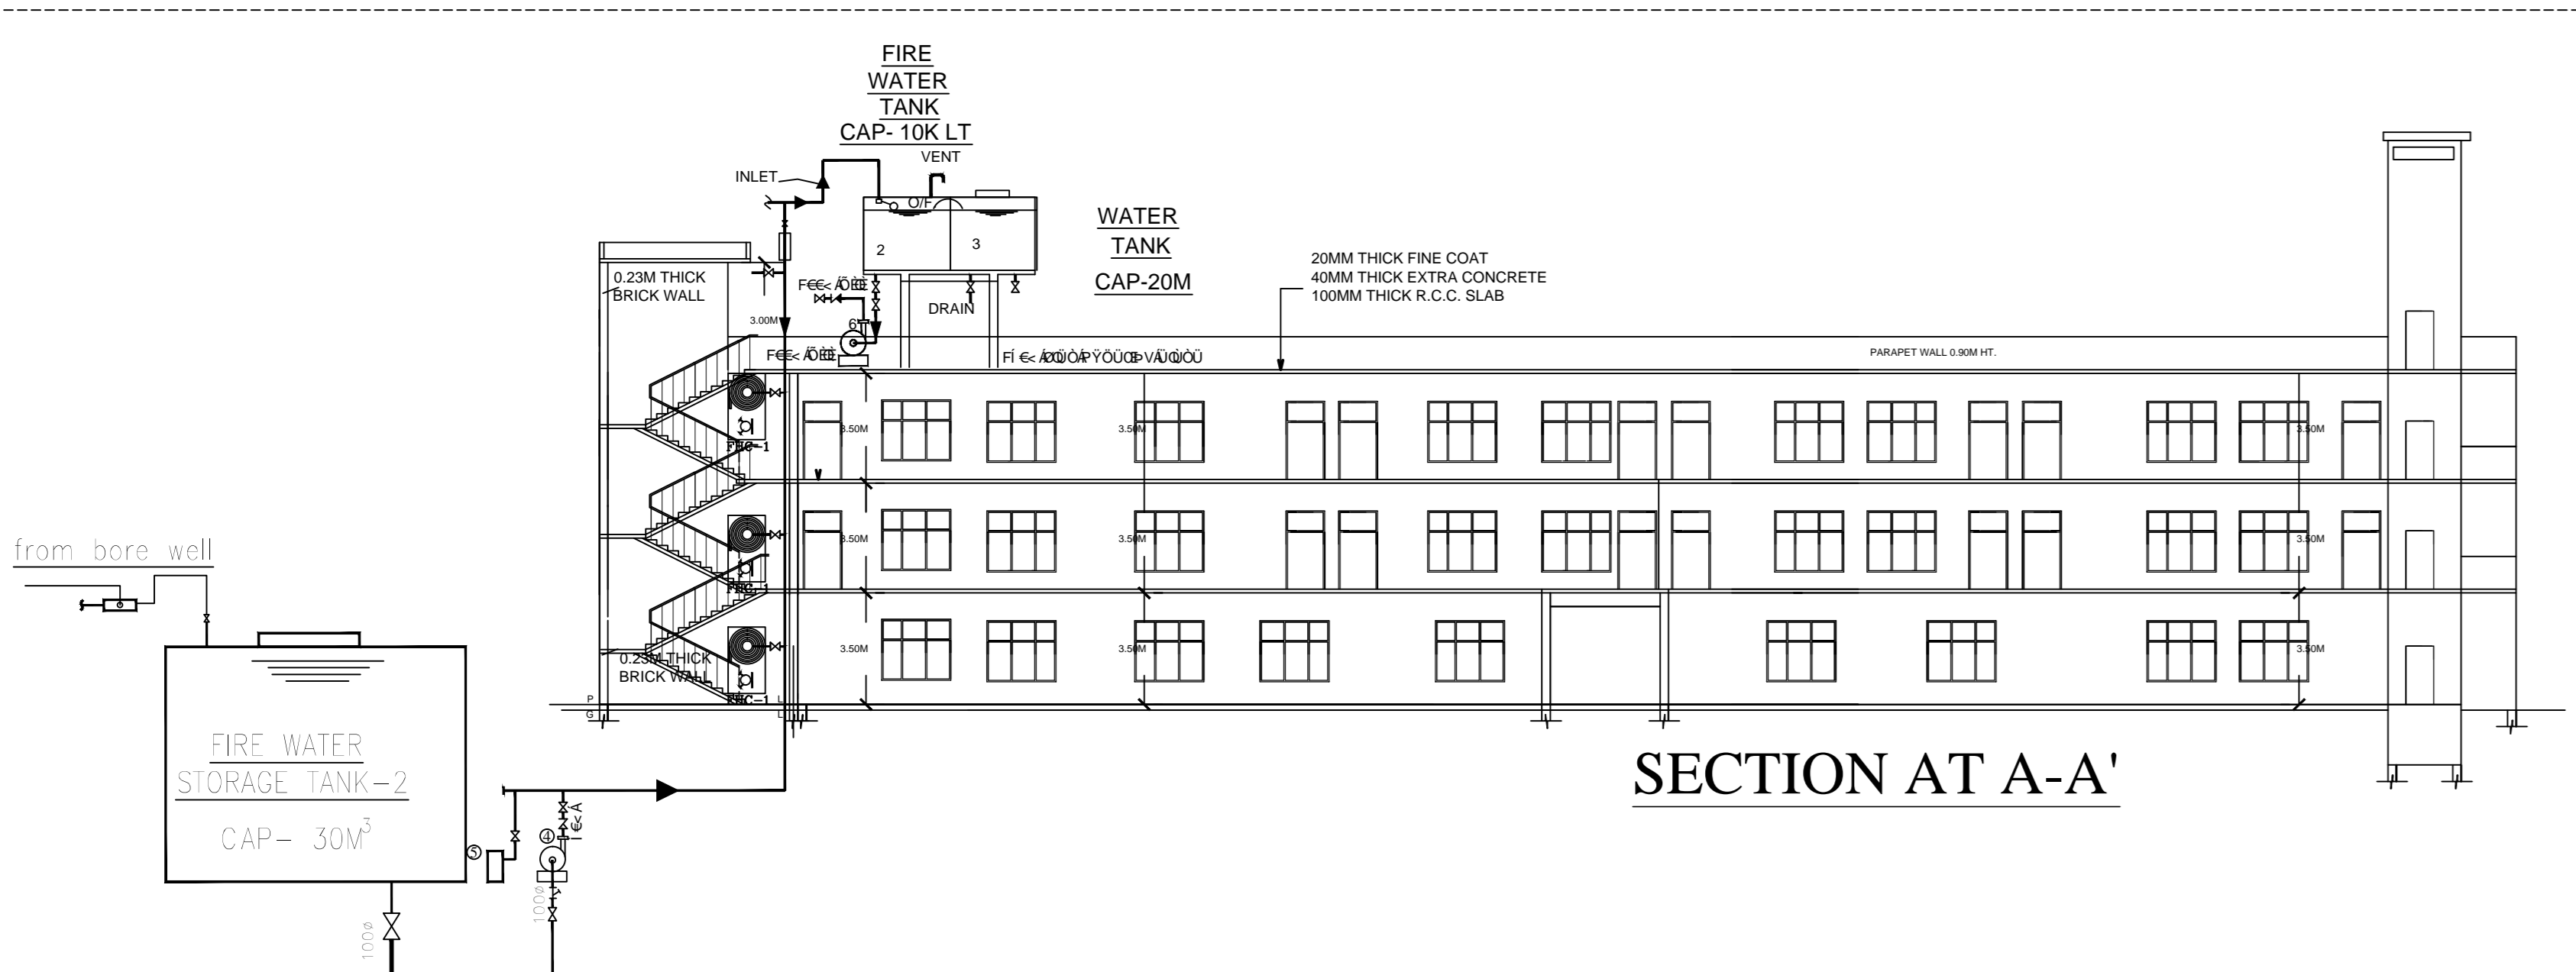 FIRE
WATER
TANK
CAP- 10K LT
VENT
INLET
O/F
2
3
WATER
TANK
CAP-20M
20MM THICK FINE COAT
40MM THICK EXTRA CONCRETE
100MM THICK R.C.C. SLAB
0.23M THICK
BRICK WALL
DRAIN
3.00M
6
PARAPET WALL 0.90M HT.
3.50M
3.50M
3.50M
FHC-1
3.50M
3.50M
3.50M
FHC-1
3.50M
3.50M
3.50M
0.23M THICK
BRICK WALL
FHC-1
P
L
G
L
from bore well
FIRE WATER
STORAGE TANK-2
CAP- 30M³
5
4
100ø
100ø
SECTION AT A-A'